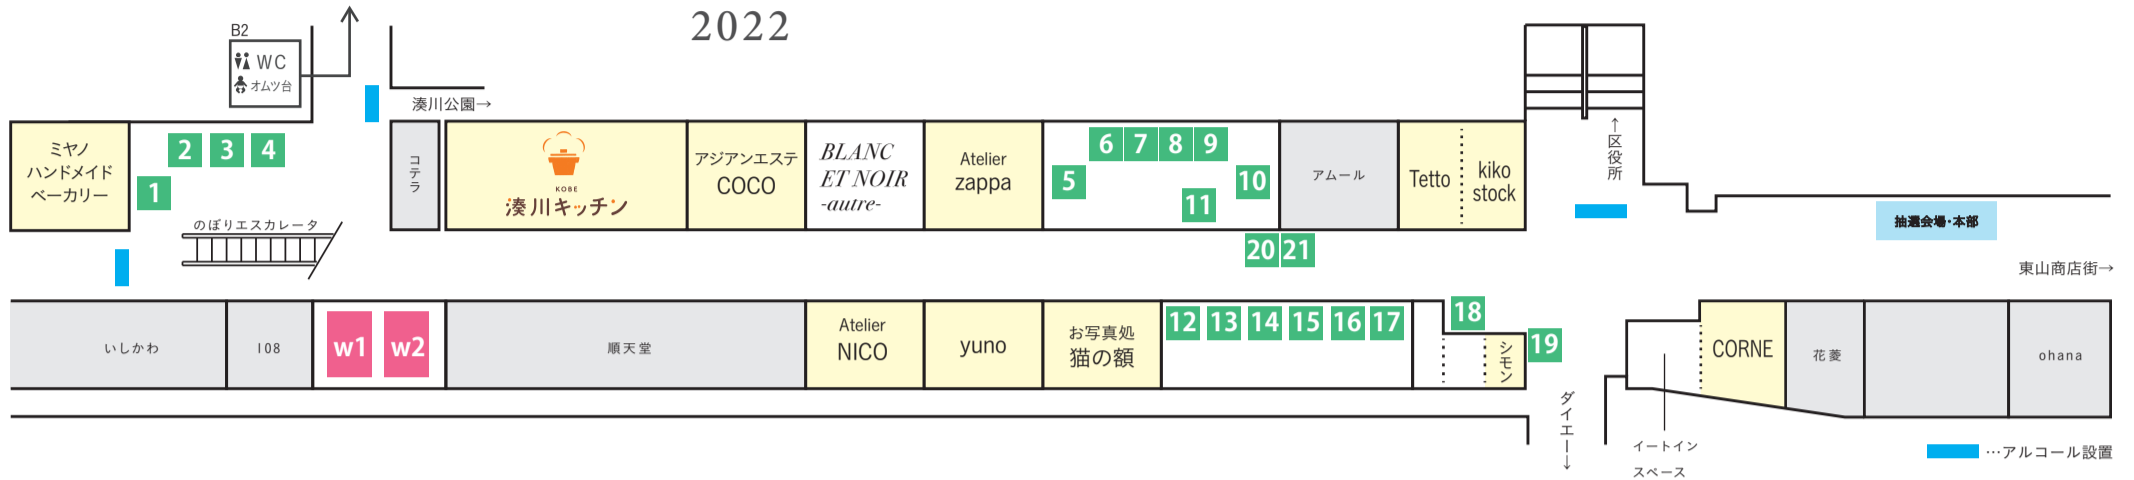 2022
B2
WC
オムツ台
湊川公園→
ミヤノ
ハンドメイド
ベーカリー
1
2
3
4
のぼりエスカレータ
コテラ
KOBE
湊川キッチン
アジアンエステ
COCO
BLANC
ET NOIR
-autre-
Atelier
zappa
5
6
7
8
9
10
11
アムール
Tetto
kiko
stock
20
21
↑区役所
抽選会場・本部
東山商店街→
いしかわ
108
w1
w2
順天堂
Atelier
NICO
yuno
お写真処
猫の額
12
13
14
15
16
17
18
シモン
19
ダイエー→
イートイン
スペース
CORNE
花菱
ohana
…アルコール設置